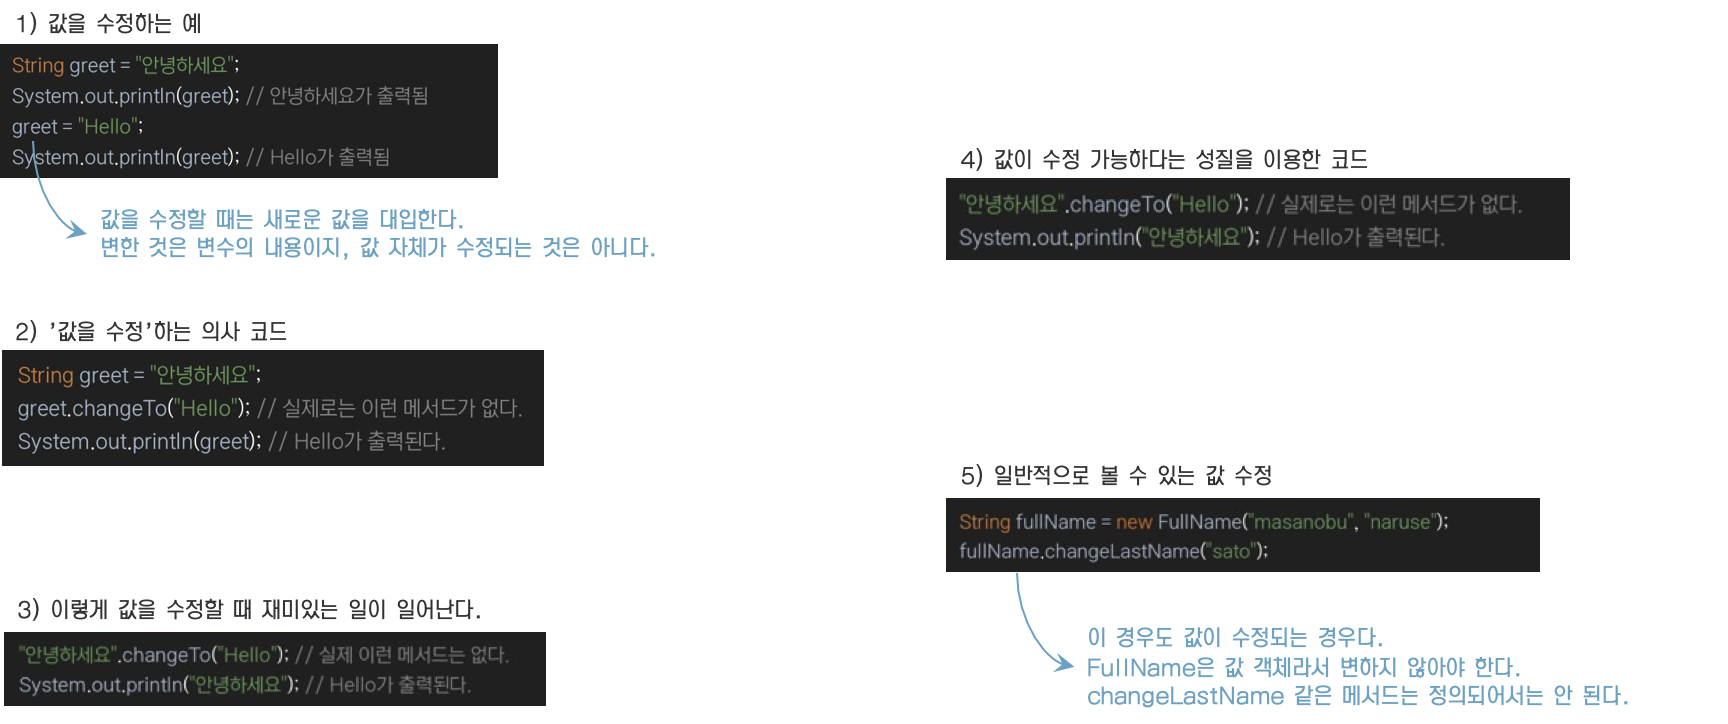 1) 값을 수정하는 예
String greet = "안녕하세요";
System.out.println(greet); // 안녕하세요가 출력됨
greet = "Hello";
System.out.println(greet); // Hello가 출력됨
값을 수정할 때는 새로운 값을 대입한다.
변한 것은 변수의 내용이지, 값 자체가 수정되는 것은 아니다.
2) '값을 수정'하는 의사 코드
String greet = "안녕하세요";
greet.changeTo("Hello"); // 실제로는 이런 메서드가 없다.
System.out.println(greet); // Hello가 출력된다.
3) 이렇게 값을 수정할 때 재미있는 일이 일어난다.
"안녕하세요".changeTo("Hello"); // 실제 이런 메서드는 없다.
System.out.println("안녕하세요"); // Hello가 출력된다.
4) 값이 수정 가능하다는 성질을 이용한 코드
"안녕하세요".changeTo("Hello"); // 실제로는 이런 메서드가 없다.
System.out.println("안녕하세요"); // Hello가 출력된다.
5) 일반적으로 볼 수 있는 값 수정
String fullName = new FullName("masanobu", "naruse");
fullName.changeLastName("sato");
이 경우도 값이 수정되는 경우다.
FullName은 값 객체라서 변하지 않아야 한다.
changeLastName 같은 메서드는 정의되어서는 안 된다.